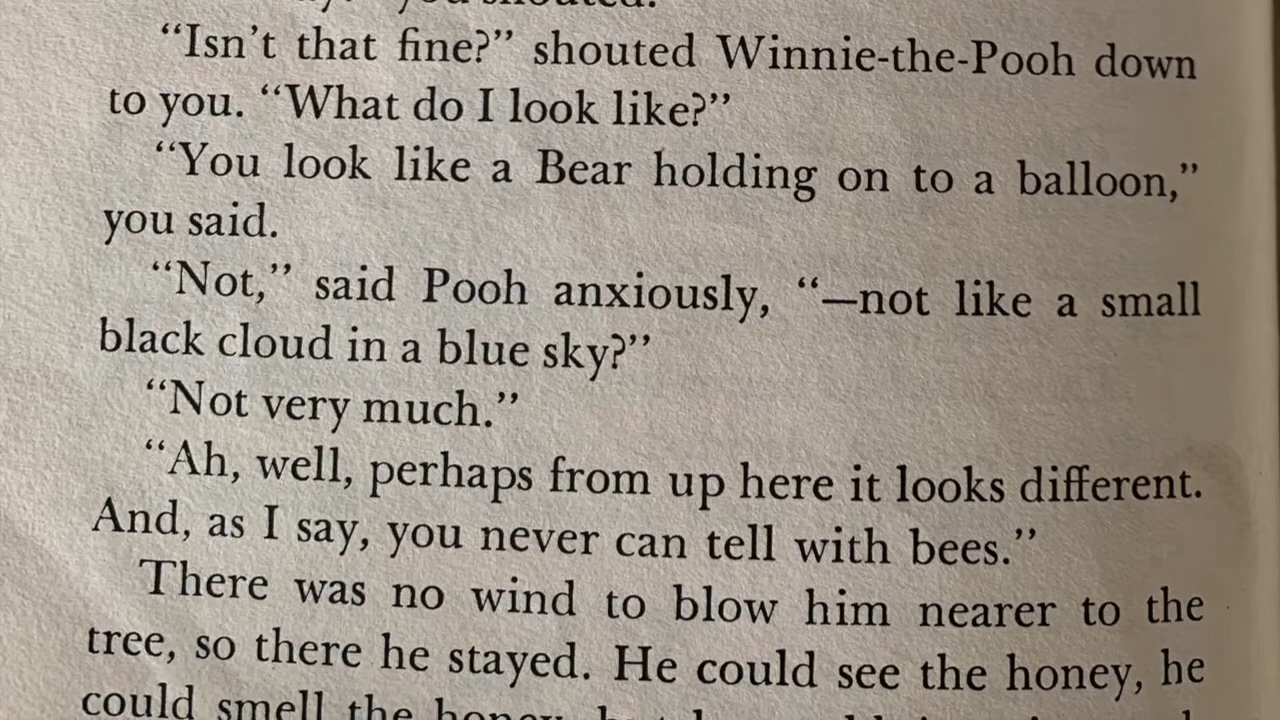 you shouted.
“Isn’t that fine?” shouted Winnie-the-Pooh down
to you. “What do I look like?”
“You look like a Bear holding on to a balloon,”
you said.
“Not,” said Pooh anxiously, “—not like a small
black cloud in a blue sky?”
“Not very much.”
“Ah, well, perhaps from up here it looks different.
And, as I say, you never can tell with bees.”
There was no wind to blow him nearer to the
tree, so there he stayed. He could see the honey, he
could smell the honey,